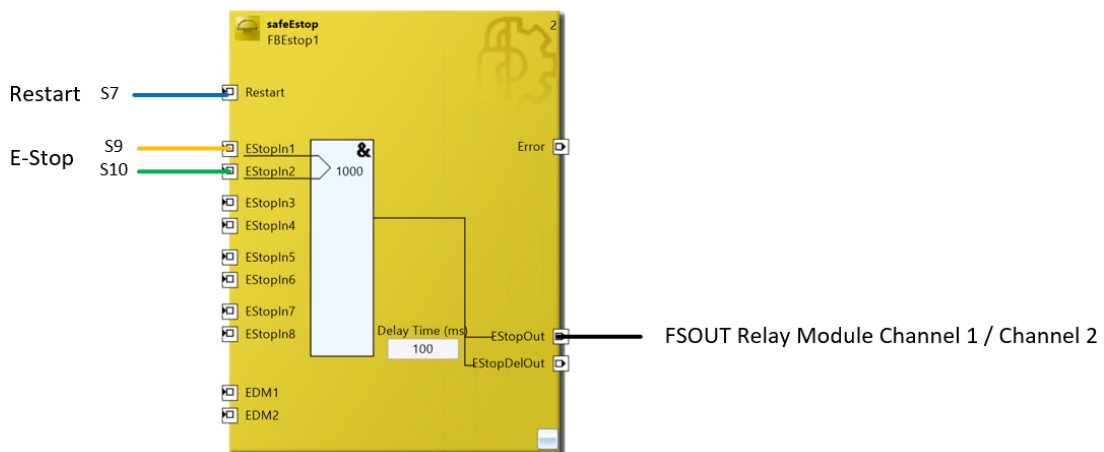 safeEstop
FBEstop1
2
Restart S7
Restart
S9
E-Stop
S10
EStopIn1
EStopIn2
&
1000
Error
EStopIn3
EStopIn4
EStopIn5
EStopIn6
EStopIn7
EStopIn8
Delay Time (ms)
100
EStopOut
EStopDelOut
FSOUT Relay Module Channel 1 / Channel 2
EDM1
EDM2